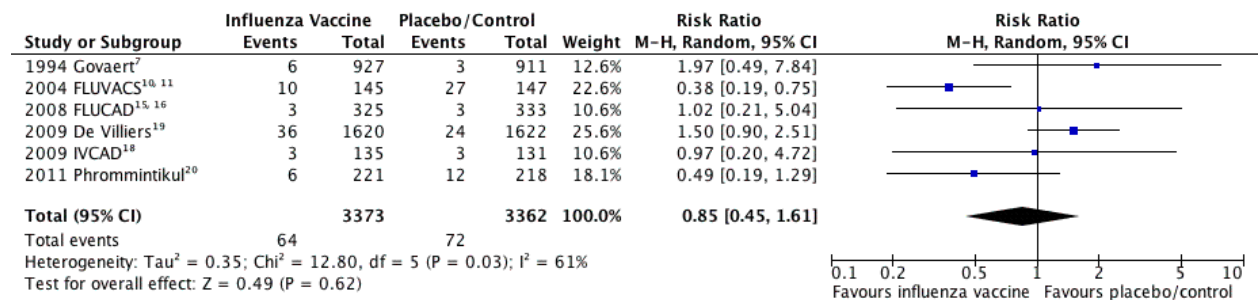 Influenza Vaccine Placebo/Control Risk Ratio Risk Ratio
Study or Subgroup Events Total Events Total Weight M-H, Random, 95% CI M-H, Random, 95% CI
1994 Govaert⁷ 6 927 3 911 12.6% 1.97 [0.49, 7.84]
2004 FLUVACS¹⁰, ¹¹ 10 145 27 147 22.6% 0.38 [0.19, 0.75]
2008 FLUCAD¹⁵, ¹⁶ 3 325 3 333 10.6% 1.02 [0.21, 5.04]
2009 De Villiers¹⁹ 36 1620 24 1622 25.6% 1.50 [0.90, 2.51]
2009 IVCAD¹⁸ 3 135 3 131 10.6% 0.97 [0.20, 4.72]
2011 Phrommintikul²⁰ 6 221 12 218 18.1% 0.49 [0.19, 1.29]
Total (95% CI) 3373 3362 100.0% 0.85 [0.45, 1.61]
Total events 64 72
Heterogeneity: Tau² = 0.35; Chi² = 12.80, df = 5 (P = 0.03); I² = 61%
Test for overall effect: Z = 0.49 (P = 0.62)
0.1 0.2 0.5 1 2 5 10
Favours influenza vaccine Favours placebo/control